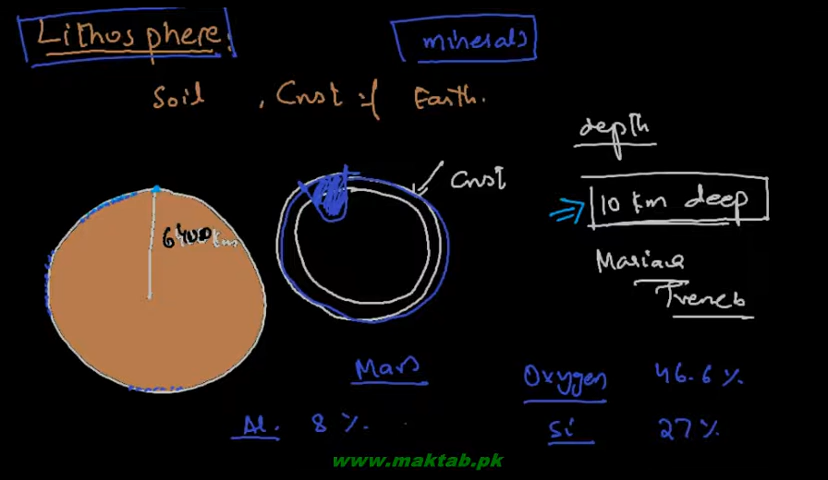 Lithosphere:
minerals
Soil , Crust :- Earth.
depth
Crust
10 km deep
6400 km
Mariana
Trench
Mars
Oxygen 46.6 %
Al. 8 %
Si 27 %
www.maktab.pk